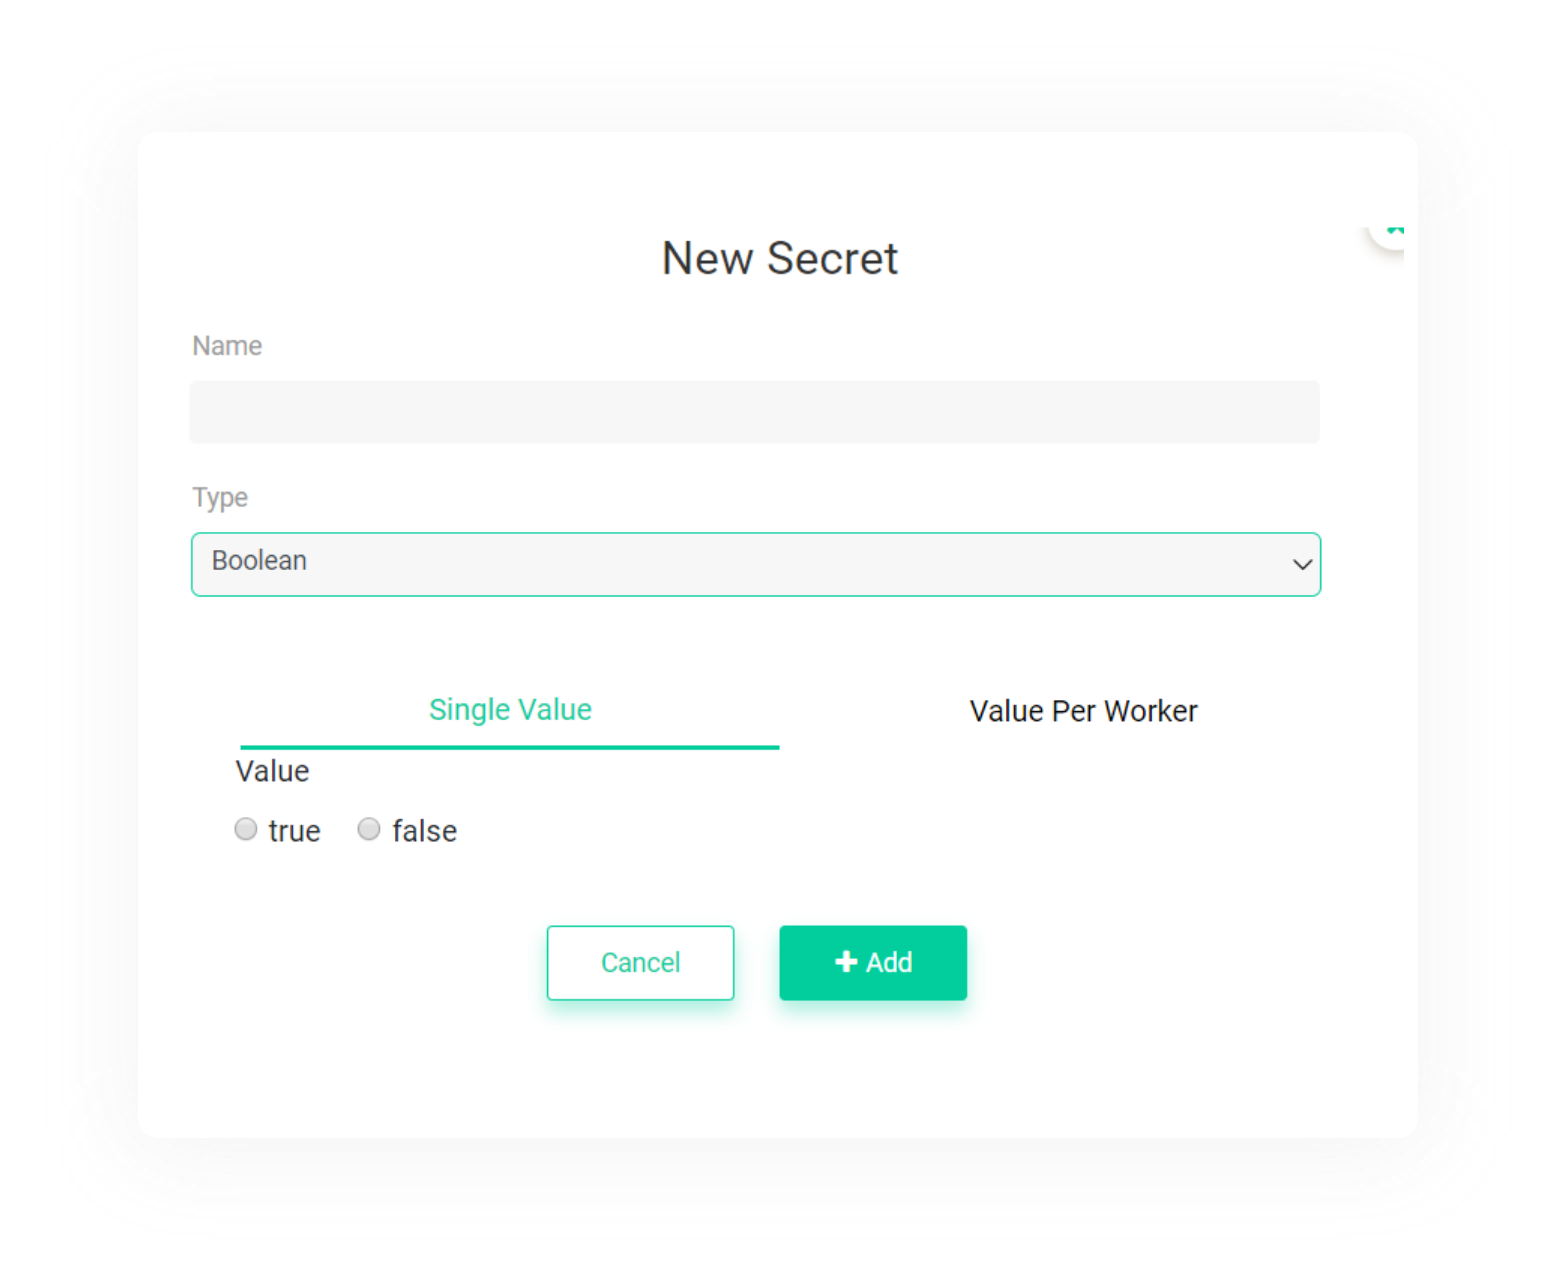 New Secret
Name
Type
Boolean
Single Value Value Per Worker
Value
true false
Cancel Add